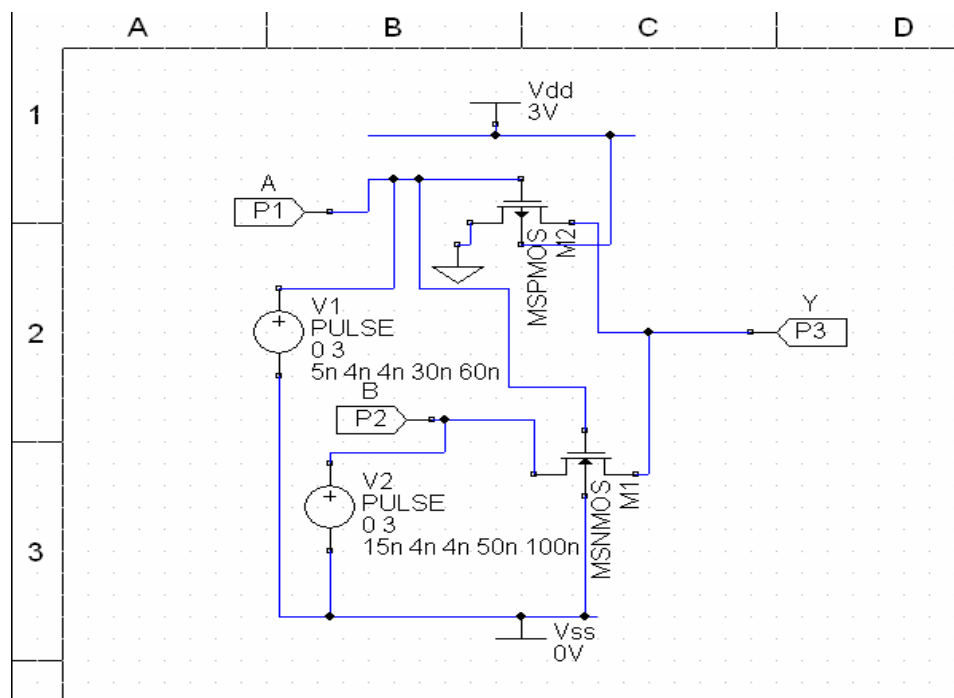 A B C D
1
Vdd
3V
A
P1
M2
MSPMOS
2
V1
PULSE
0 3
5n 4n 4n 30n 60n
Y
P3
B
P2
V2
PULSE
0 3
15n 4n 4n 50n 100n
M1
MSNMOS
3
Vss
0V